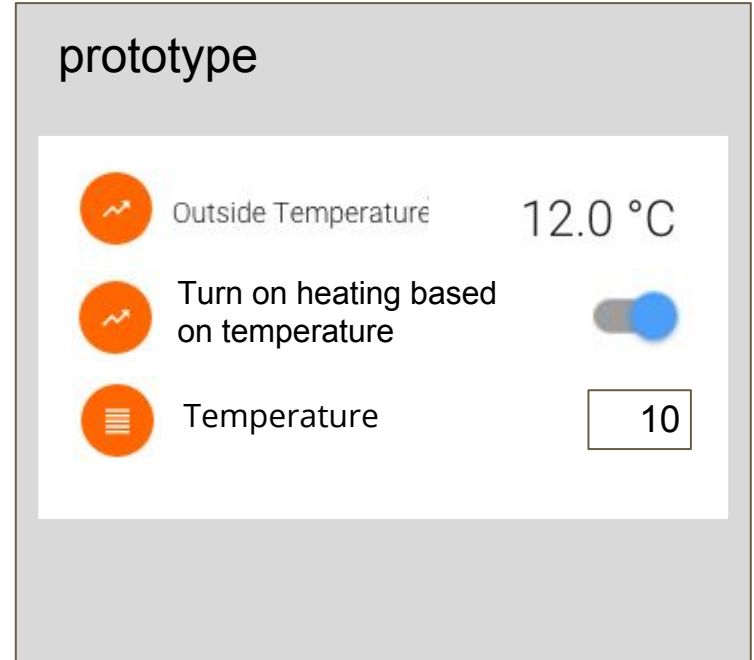 prototype
Outside Temperature
12.0 °C
Turn on heating based
on temperature
Temperature
10